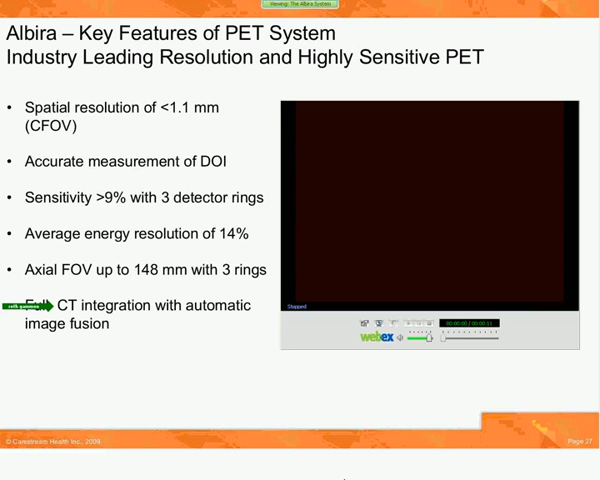 Viewing: The Albira System
Albira – Key Features of PET System
Industry Leading Resolution and Highly Sensitive PET
• Spatial resolution of <1.1 mm
(CFOV)
• Accurate measurement of DOI
• Sensitivity >9% with 3 detector rings
• Average energy resolution of 14%
• Axial FOV up to 148 mm with 3 rings
Full CT integration with automatic
image fusion
Stopped
00:00:00 / 00:00:11
webex
© Carestream Health Inc., 2009
Page 27